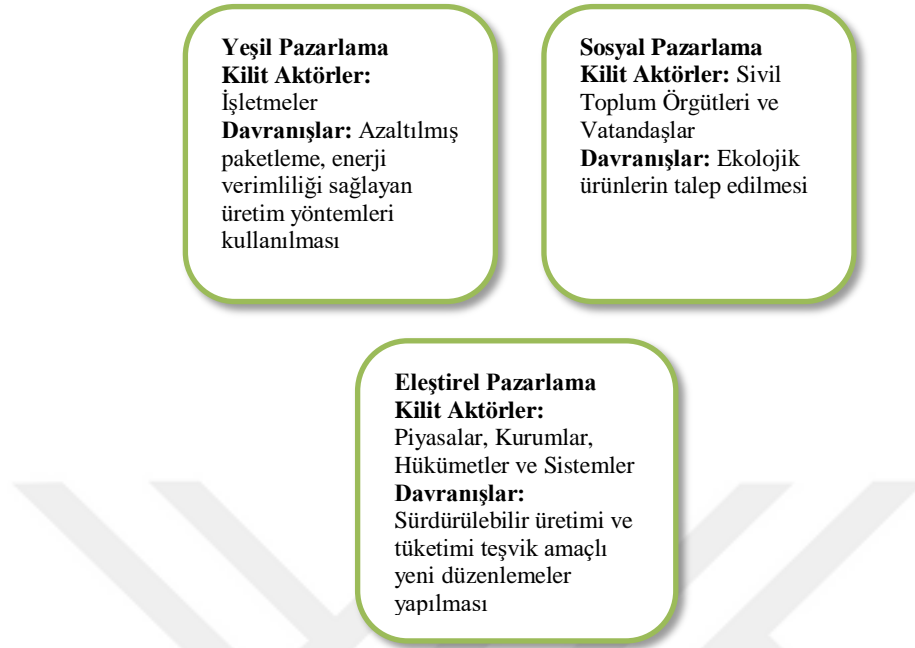 Yeşil Pazarlama
Kilit Aktörler:
İşletmeler
Davranışlar: Azaltılmış
paketleme, enerji
verimliliği sağlayan
üretim yöntemleri
kullanılması
Sosyal Pazarlama
Kilit Aktörler: Sivil
Toplum Örgütleri ve
Vatandaşlar
Davranışlar: Ekolojik
ürünlerin talep edilmesi
Eleştirel Pazarlama
Kilit Aktörler:
Piyasalar, Kurumlar,
Hükümetler ve Sistemler
Davranışlar:
Sürdürülebilir üretimi ve
tüketimi teşvik amaçlı
yeni düzenlemeler
yapılması